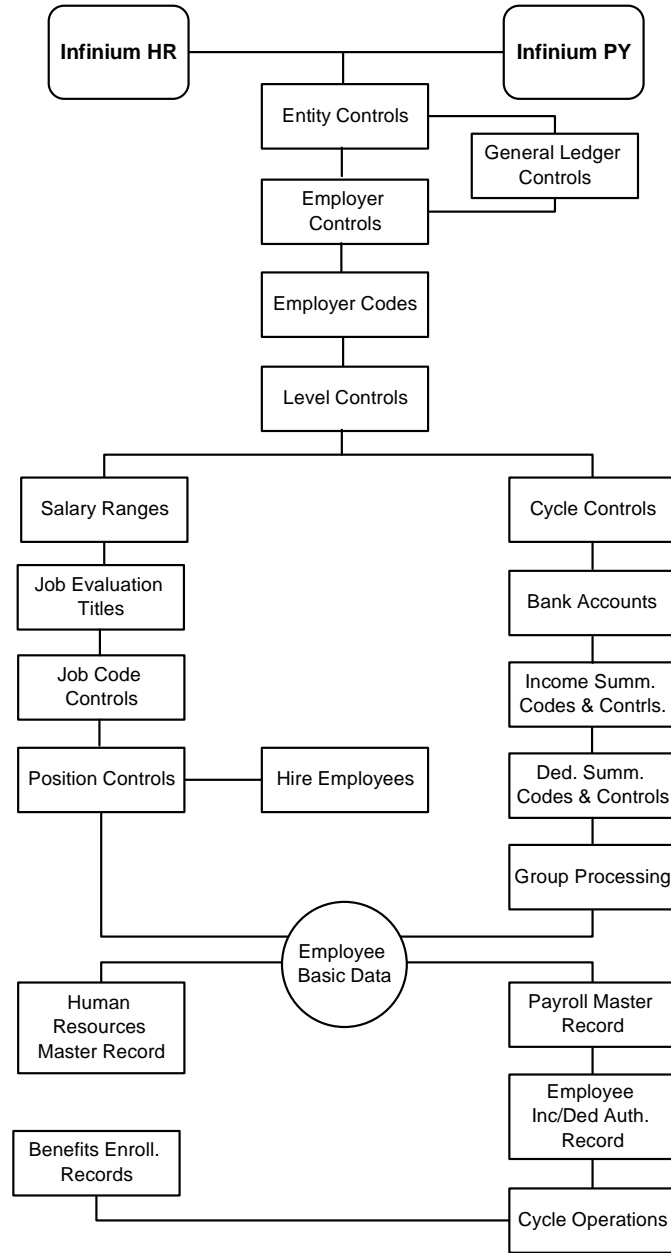 Infinium HR
Infinium PY
Entity Controls
General Ledger
Controls
Employer
Controls
Employer Codes
Level Controls
Salary Ranges
Cycle Controls
Job Evaluation
Titles
Bank Accounts
Job Code
Controls
Income Summ.
Codes & Contrls.
Position Controls
Hire Employees
Ded. Summ.
Codes & Controls
Group Processing
Employee
Basic Data
Human
Resources
Master Record
Payroll Master
Record
Employee
Inc/Ded Auth.
Record
Benefits Enroll.
Records
Cycle Operations